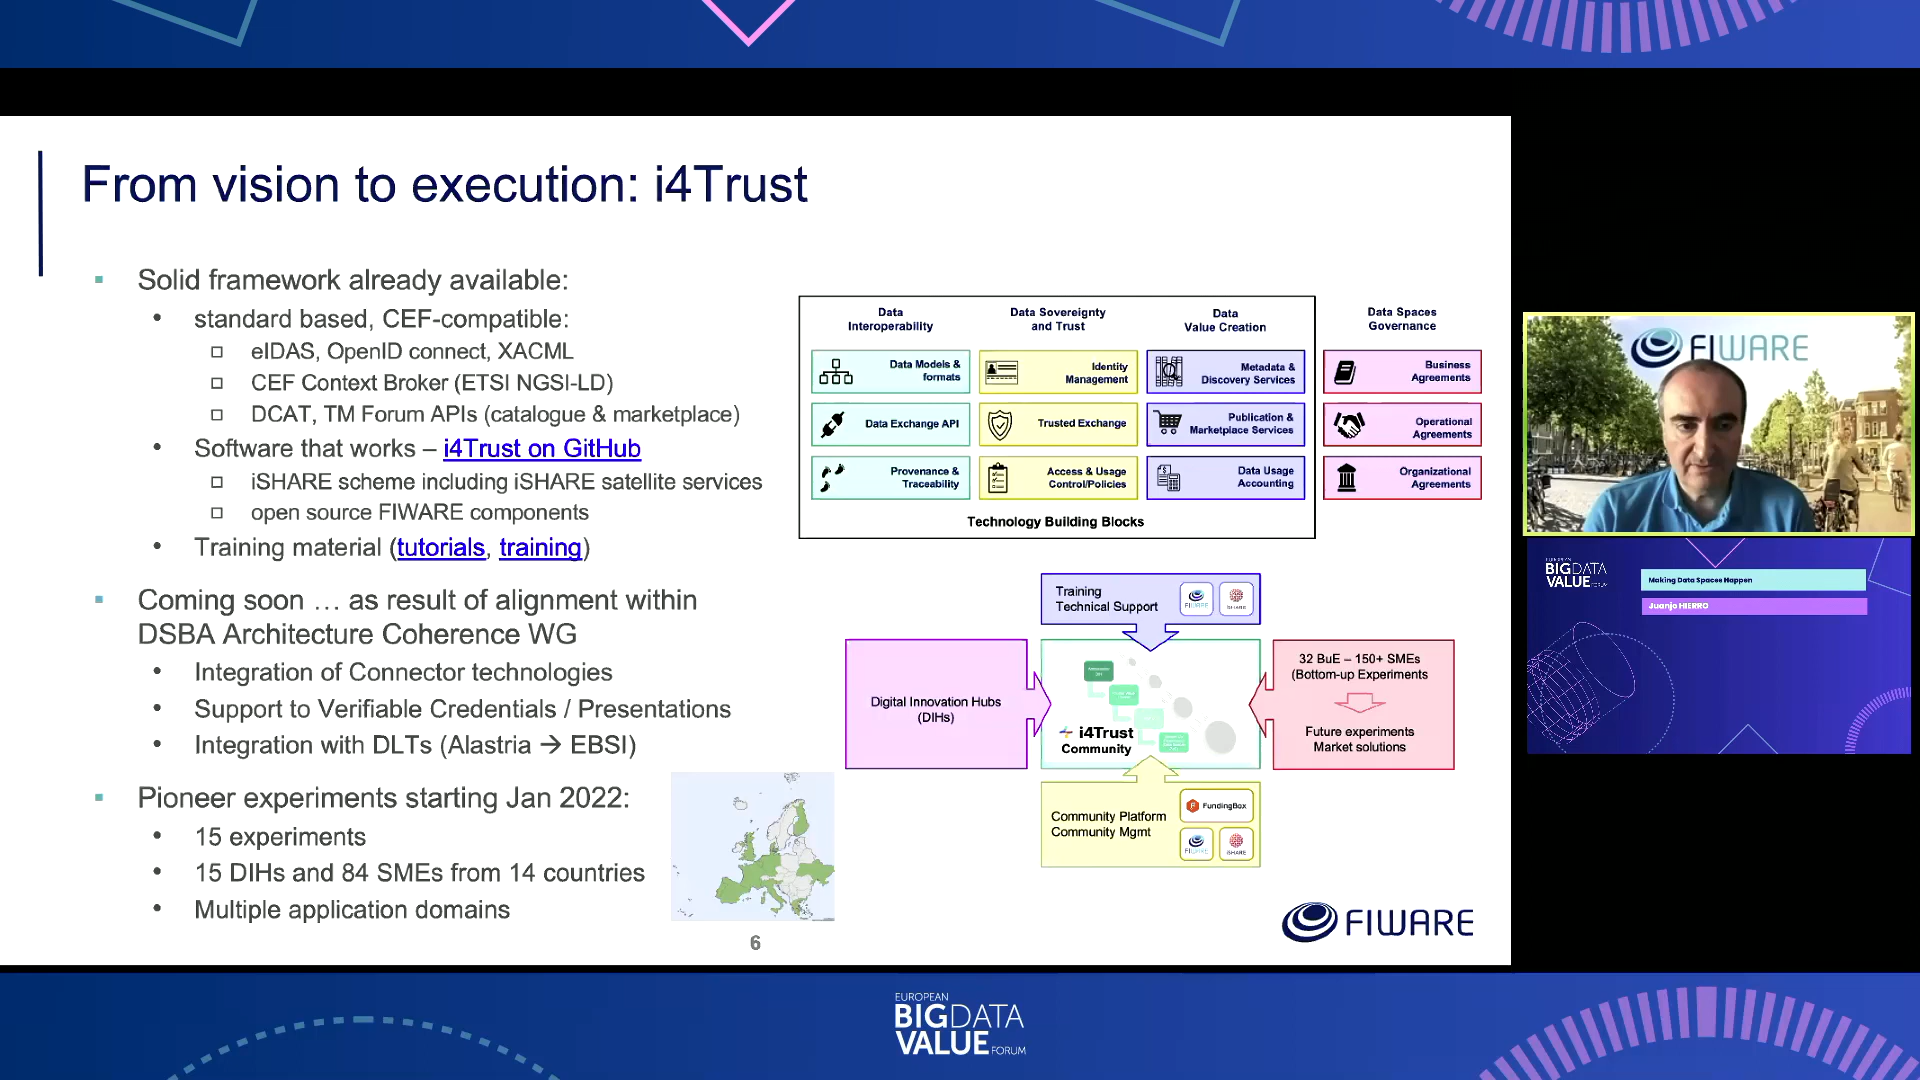 From vision to execution: i4Trust
Solid framework already available:
standard based, CEF-compatible:
eIDAS, OpenID connect, XACML
CEF Context Broker (ETSI NGSI-LD)
DCAT, TM Forum APIs (catalogue & marketplace)
Software that works – i4Trust on GitHub
iSHARE scheme including iSHARE satellite services
open source FIWARE components
Training material (tutorials, training)
Coming soon … as result of alignment within
DSBA Architecture Coherence WG
Integration of Connector technologies
Support to Verifiable Credentials / Presentations
Integration with DLTs (Alastria → EBSI)
Pioneer experiments starting Jan 2022:
15 experiments
15 DIHs and 84 SMEs from 14 countries
Multiple application domains
6
Data
Interoperability
Data Sovereignty
and Trust
Data
Value Creation
Data Spaces
Governance
Data Models &
formats
Identity
Management
Metadata &
Discovery Services
Business
Agreements
Data Exchange API
Trusted Exchange
Publication &
Marketplace Services
Operational
Agreements
Provenance &
Traceability
Access & Usage
Control/Policies
Data Usage
Accounting
Organizational
Agreements
Technology Building Blocks
Training
Technical Support
FIWARE
iSHARE
Digital Innovation Hubs
(DIHs)
i4Trust
Community
32 BuE – 150+ SMEs
(Bottom-up Experiments
Future experiments
Market solutions
Community Platform
Community Mgmt
FundingBox
FIWARE
iSHARE
FIWARE
FIWARE
EUROPEAN
BIGDATA
VALUE FORUM
Making Data Spaces Happen
Juanjo HIERRO
EUROPEAN
BIGDATA
VALUE FORUM